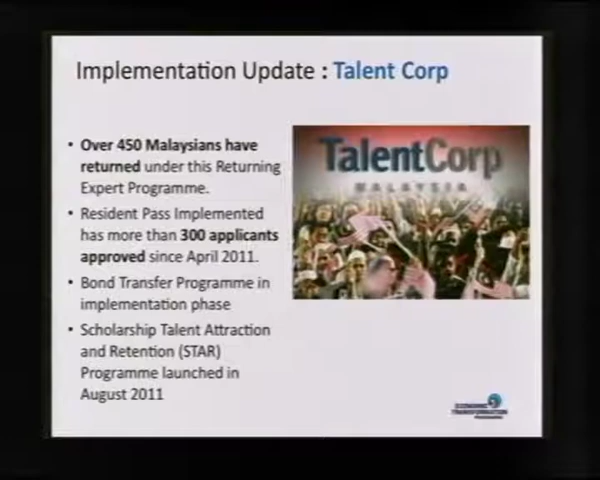 Implementation Update : Talent Corp
• Over 450 Malaysians have
returned under this Returning
Expert Programme.
• Resident Pass Implemented
has more than 300 applicants
approved since April 2011.
• Bond Transfer Programme in
implementation phase
• Scholarship Talent Attraction
and Retention (STAR)
Programme launched in
August 2011
TalentCorp
MALAYSIA
ECONOMIC
TRANSFORMATION